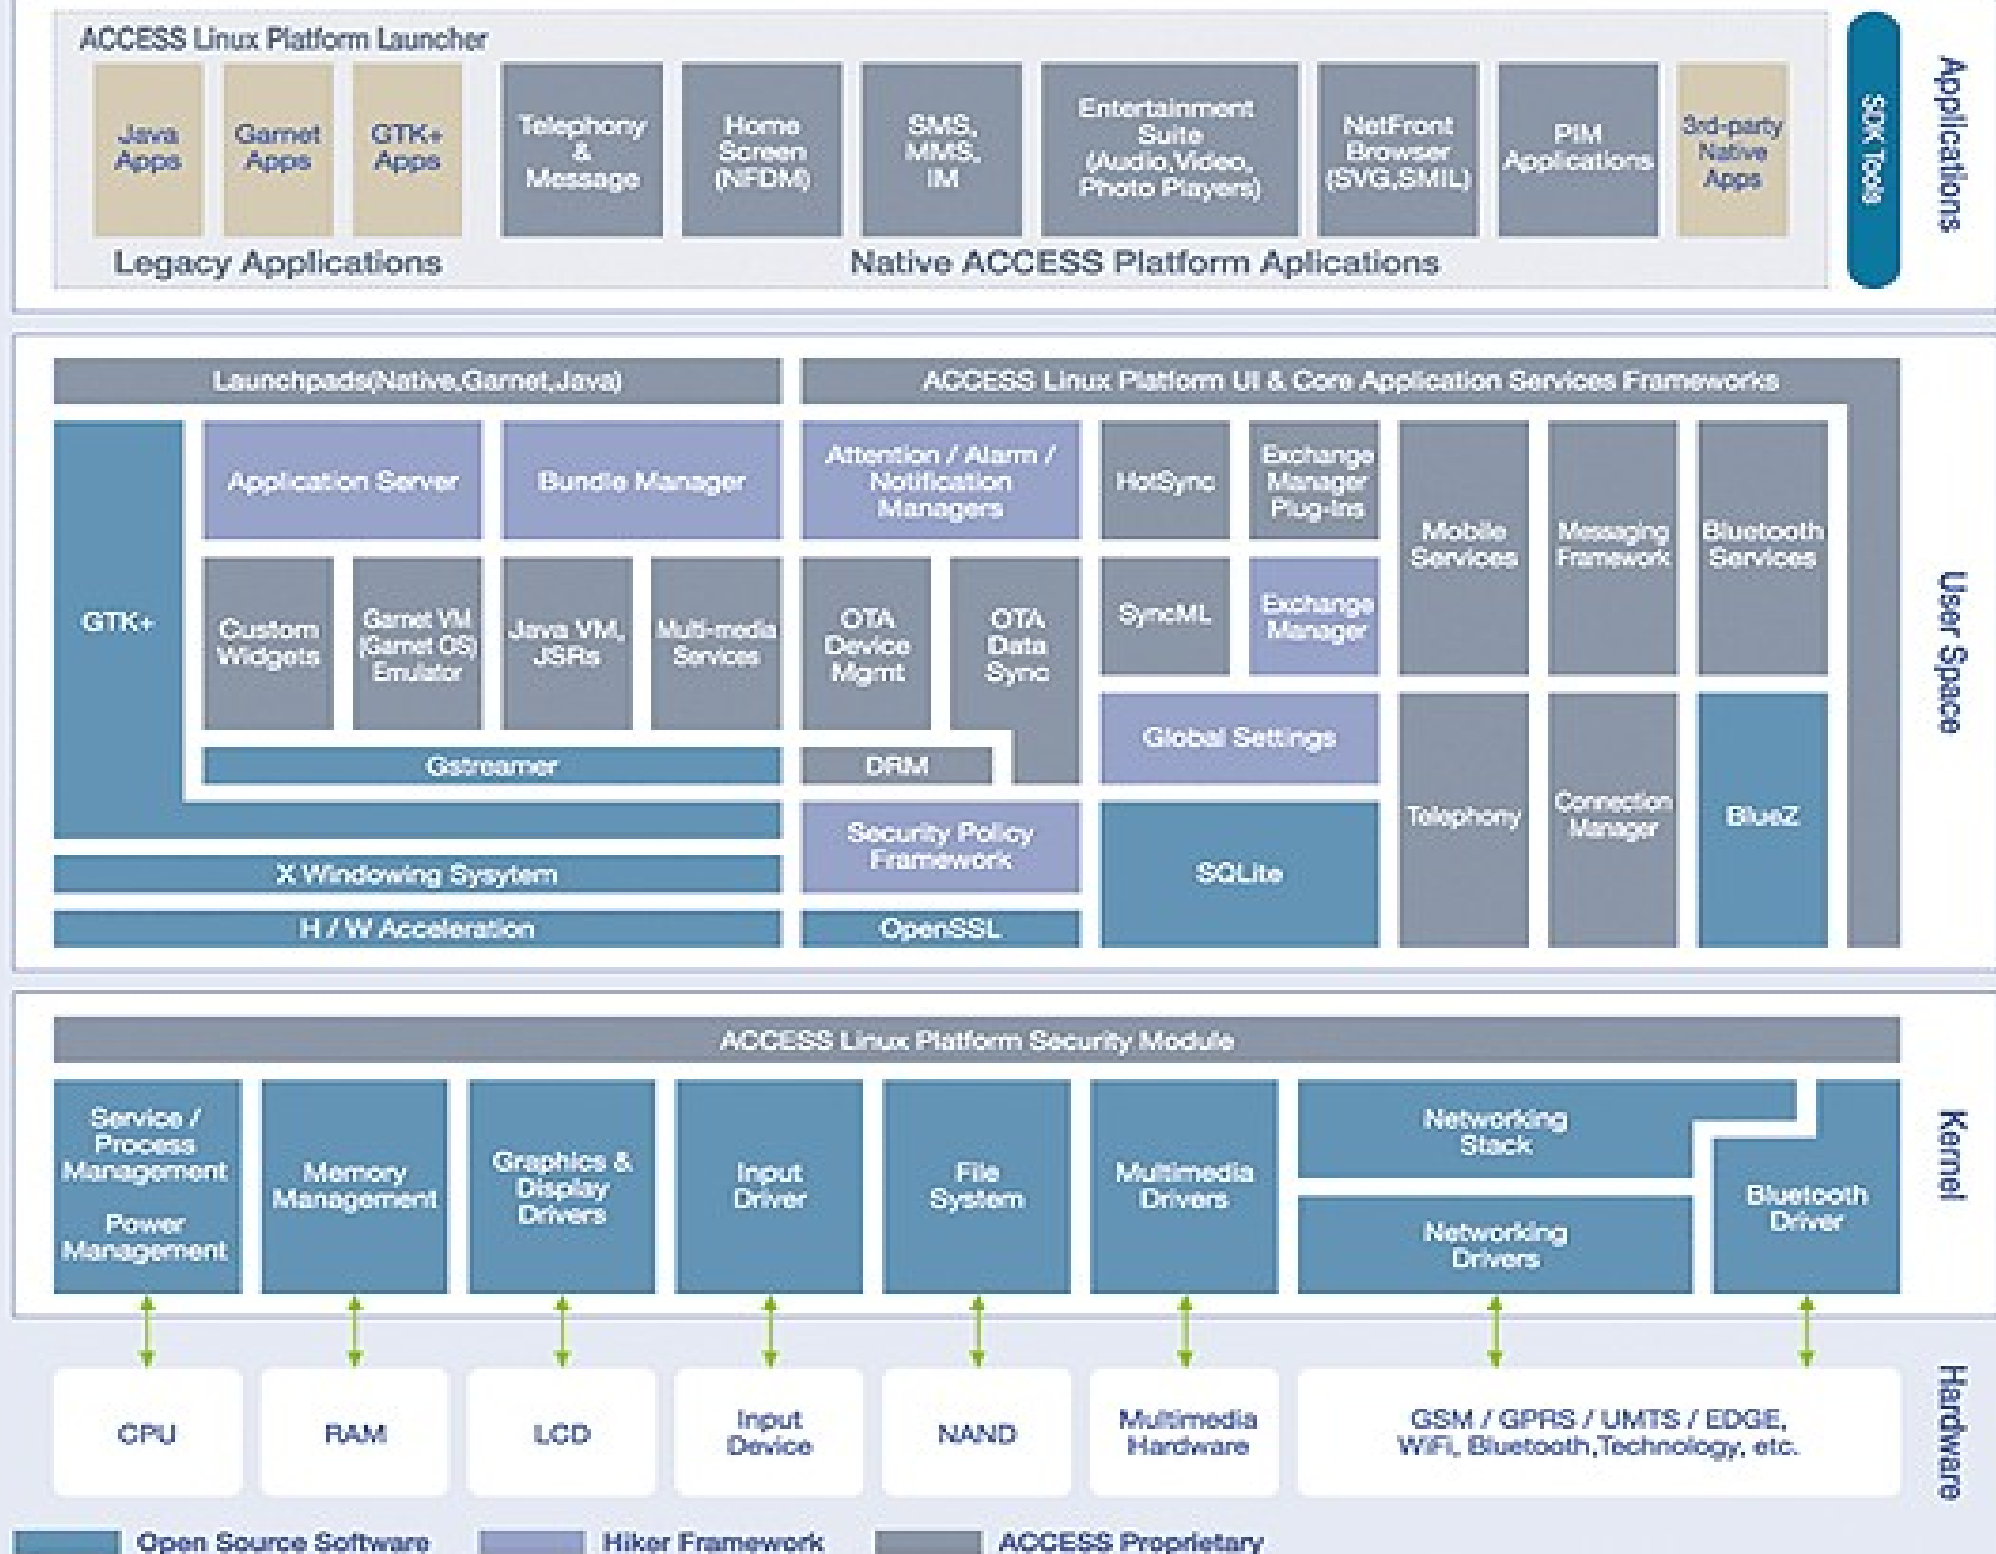 ACCESS Linux Platform Launcher
Java
Apps
Garnet
Apps
GTK+
Apps
Telephony
&
Message
Home
Screen
(NFDM)
SMS,
MMS,
IM
Entertainment
Suite
(Audio,Video,
Photo Players)
NetFront
Browser
(SVG,SMIL)
PIM
Applications
3rd-party
Native
Apps
Legacy Applications
Native ACCESS Platform Aplications
SDK Tools
Applications
Launchpads(Native,Garnet,Java)
ACCESS Linux Platform UI & Core Application Services Frameworks
GTK+
Application Server
Bundle Manager
Attention / Alarm /
Notification
Managers
HotSync
Exchange
Manager
Plug-Ins
Mobile
Services
Messaging
Framework
Bluetooth
Services
Custom
Widgets
Garnet VM
(Garnet OS)
Emulator
Java VM,
JSRs
Multi-media
Services
OTA
Device
Mgmt
OTA
Data
Sync
SyncML
Exchange
Manager
Gstreamer
DRM
Global Settings
Telephony
Connection
Manager
BlueZ
Security Policy
Framework
SQLite
X Windowing Sysytem
H / W Acceleration
OpenSSL
User Space
ACCESS Linux Platform Security Module
Service /
Process
Management
Power
Management
Memory
Management
Graphics &
Display
Drivers
Input
Driver
File
System
Multimedia
Drivers
Networking
Stack
Networking
Drivers
Bluetooth
Driver
Kernel
CPU
RAM
LCD
Input
Device
NAND
Multimedia
Hardware
GSM / GPRS / UMTS / EDGE,
WiFi, Bluetooth,Technology, etc.
Hardware
Open Source Software
Hiker Framework
ACCESS Proprietary